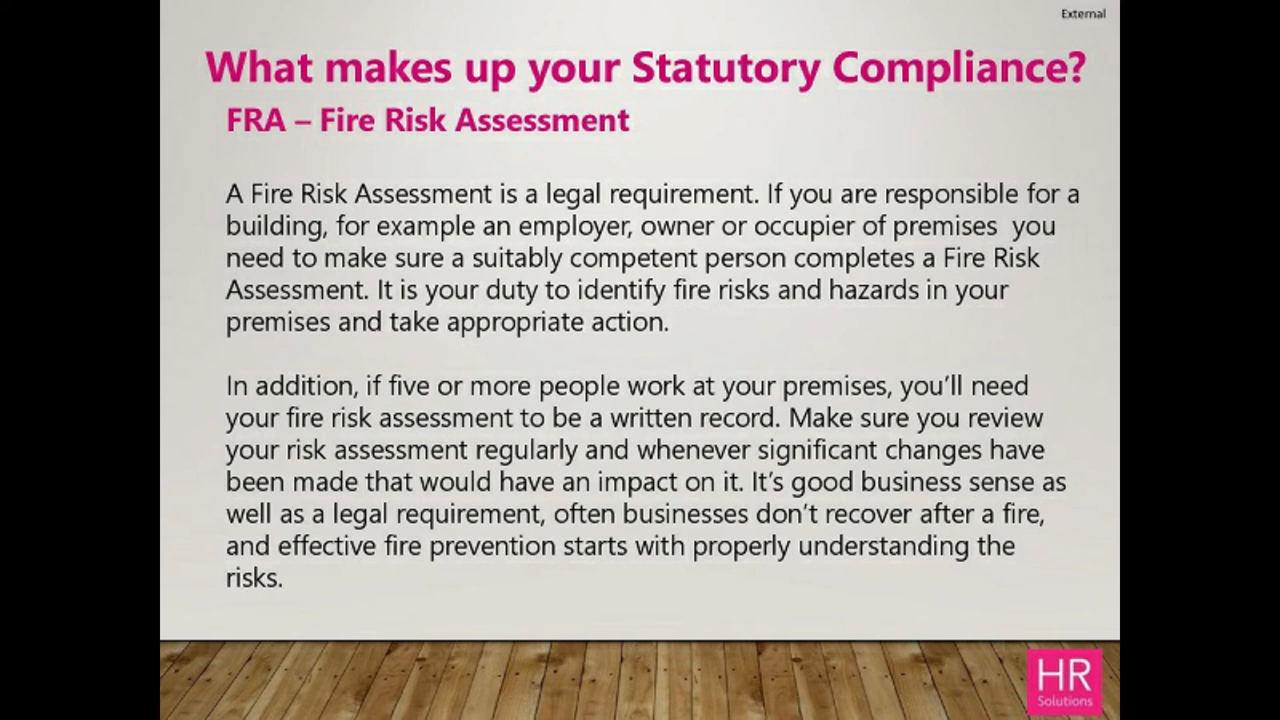 External
What makes up your Statutory Compliance?
FRA – Fire Risk Assessment
A Fire Risk Assessment is a legal requirement. If you are responsible for a
building, for example an employer, owner or occupier of premises  you
need to make sure a suitably competent person completes a Fire Risk
Assessment. It is your duty to identify fire risks and hazards in your
premises and take appropriate action.
In addition, if five or more people work at your premises, you’ll need
your fire risk assessment to be a written record. Make sure you review
your risk assessment regularly and whenever significant changes have
been made that would have an impact on it. It’s good business sense as
well as a legal requirement, often businesses don’t recover after a fire,
and effective fire prevention starts with properly understanding the
risks.
HR
Solutions